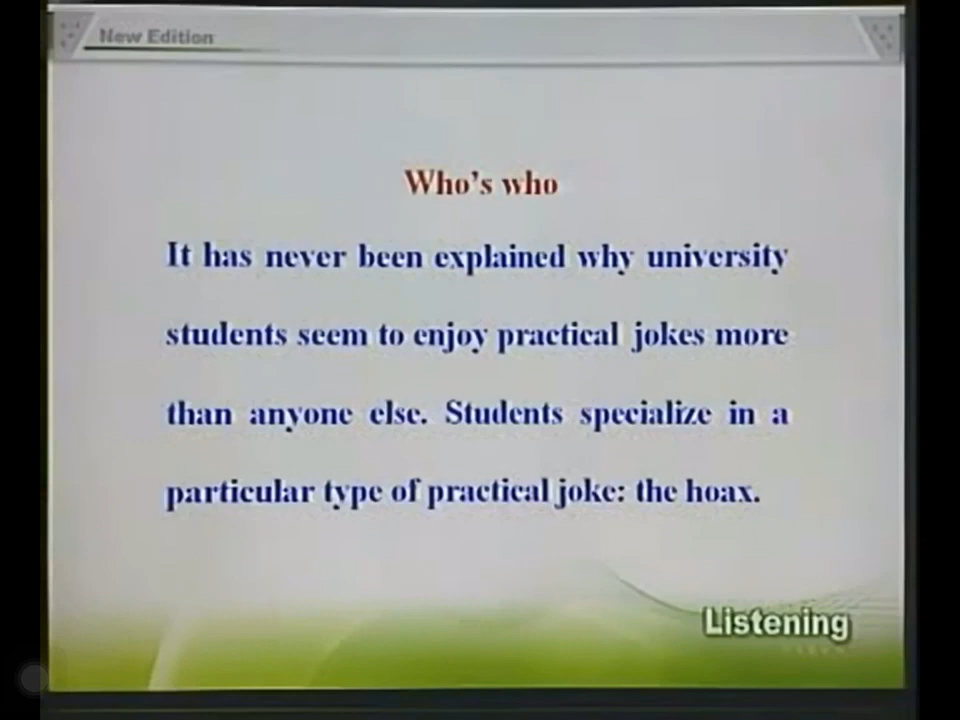 New Edition
Who's who
It has never been explained why university
students seem to enjoy practical jokes more
than anyone else. Students specialize in a
particular type of practical joke: the hoax.
Listening